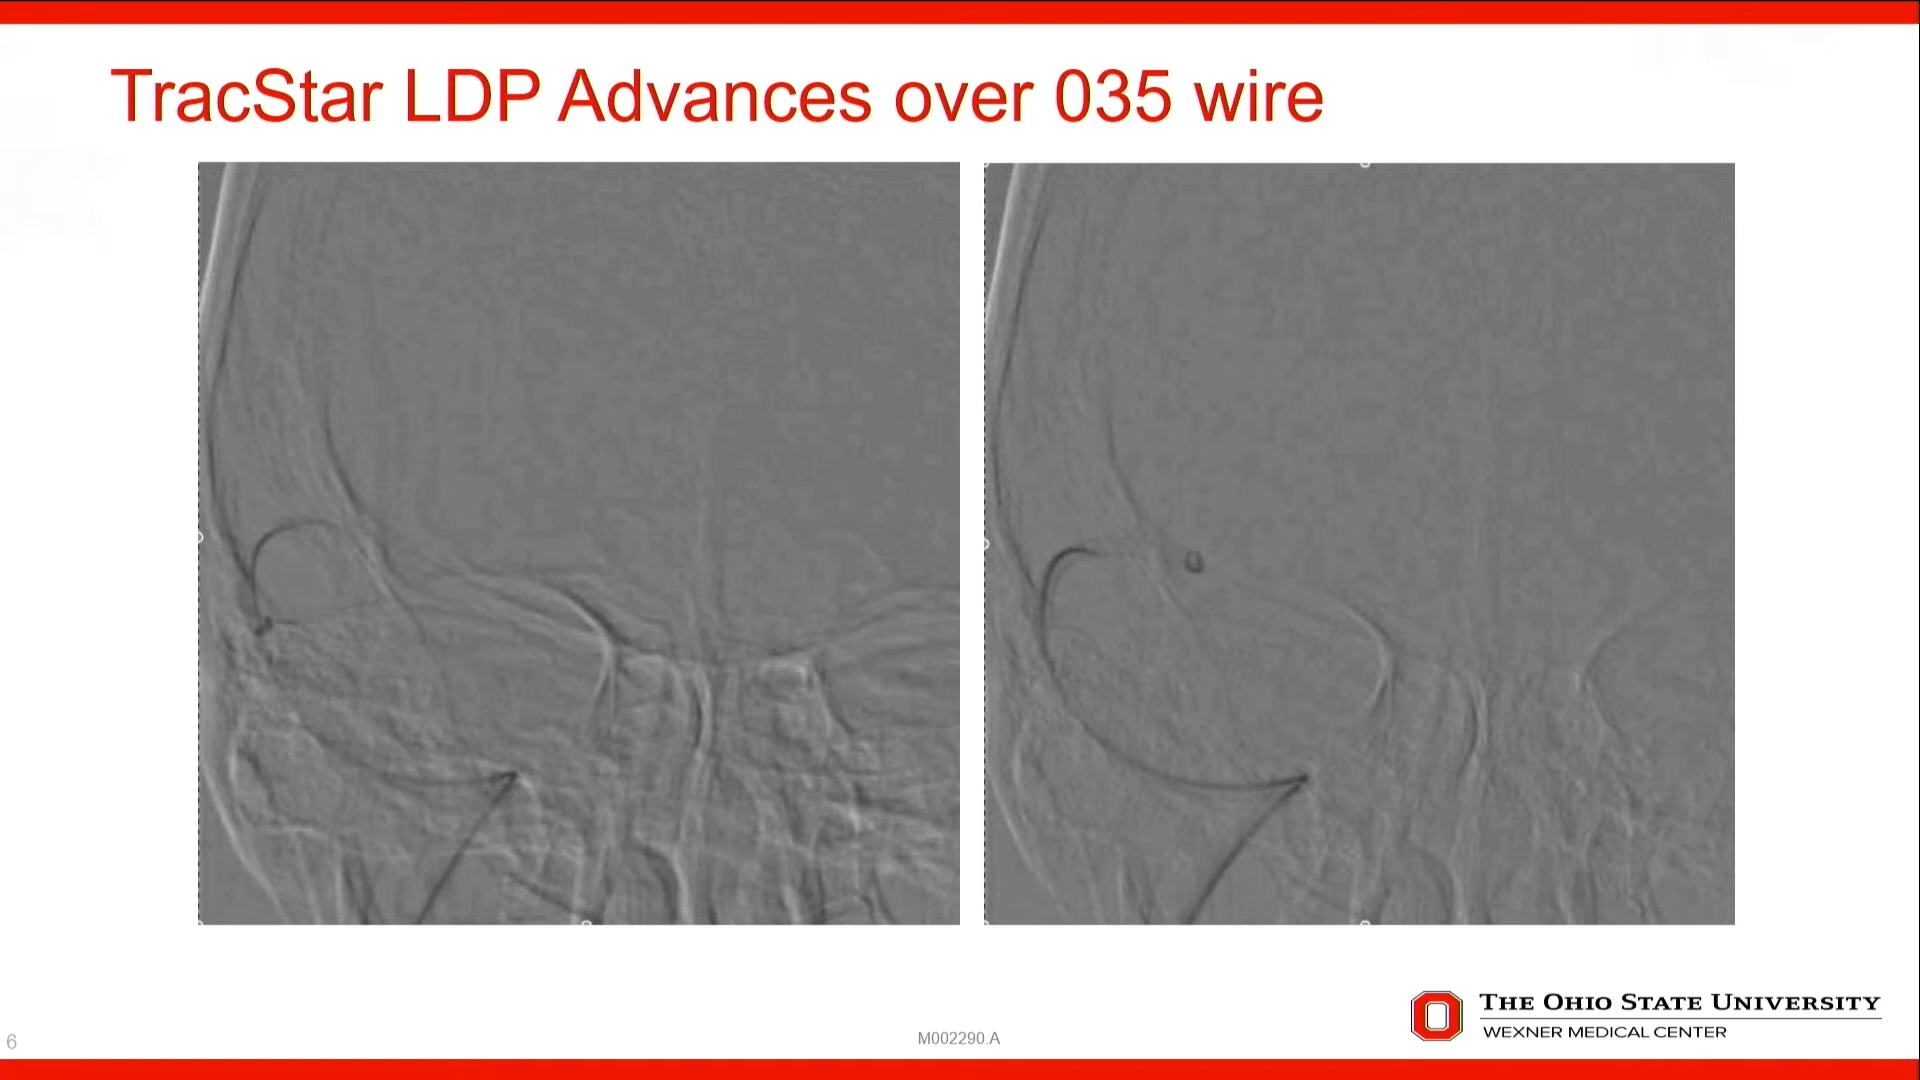 TracStar LDP Advances over 035 wire
THE OHIO STATE UNIVERSITY
WEXNER MEDICAL CENTER
6
M002290.A